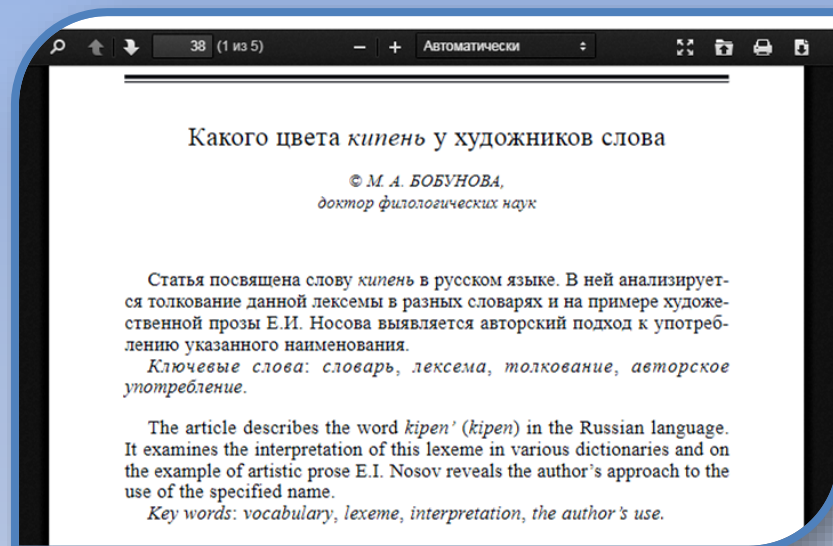 38 (1 из 5) − + Автоматически
Какого цвета кипень у художников слова
© М. А. БОБУНОВА,
доктор филологических наук
Статья посвящена слову кипень в русском языке. В ней анализирует-
ся толкование данной лексемы в разных словарях и на примере художе-
ственной прозы Е.И. Носова выявляется авторский подход к употреб-
лению указанного наименования.
Ключевые слова: словарь, лексема, толкование, авторское
употребление.
The article describes the word kipen’ (kipen) in the Russian language.
It examines the interpretation of this lexeme in various dictionaries and on
the example of artistic prose E.I. Nosov reveals the author’s approach to the
use of the specified name.
Key words: vocabulary, lexeme, interpretation, the author’s use.